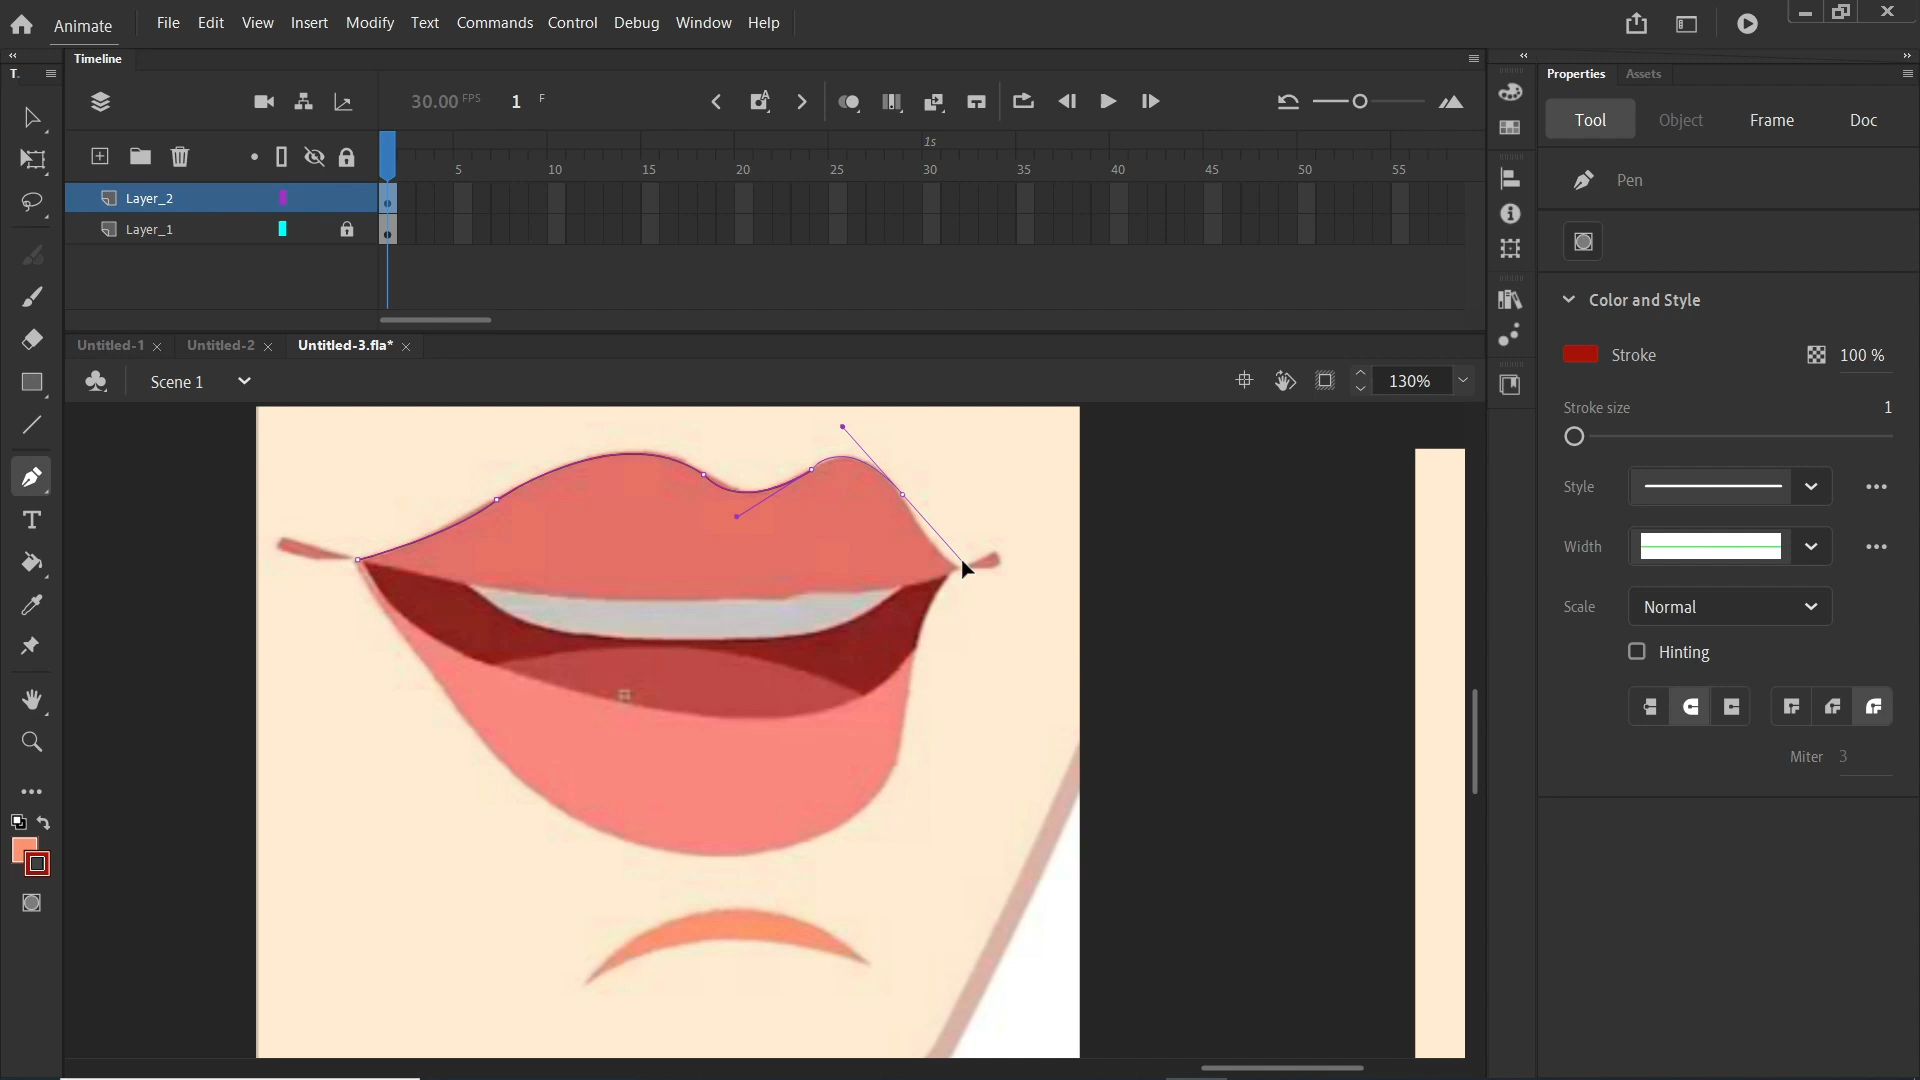 Animate File Edit View Insert Modify Text Commands Control Debug Window Help
Timeline
T.
Properties Assets
30.00 FPS 1 F
Tool Object Frame Doc
1s
5 10 15 20 25 30 35 40 45 50 55
Pen
Layer_2
Layer_1
Color and Style
Untitled-1 Untitled-2 Untitled-3.fla*
Stroke 100 %
Scene 1 130%
Stroke size 1
Style
Width
Scale Normal
Hinting
Miter 3